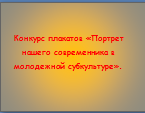 Конкурс плакатов «Портрет
нашего современника в
молодежной субкультуре».